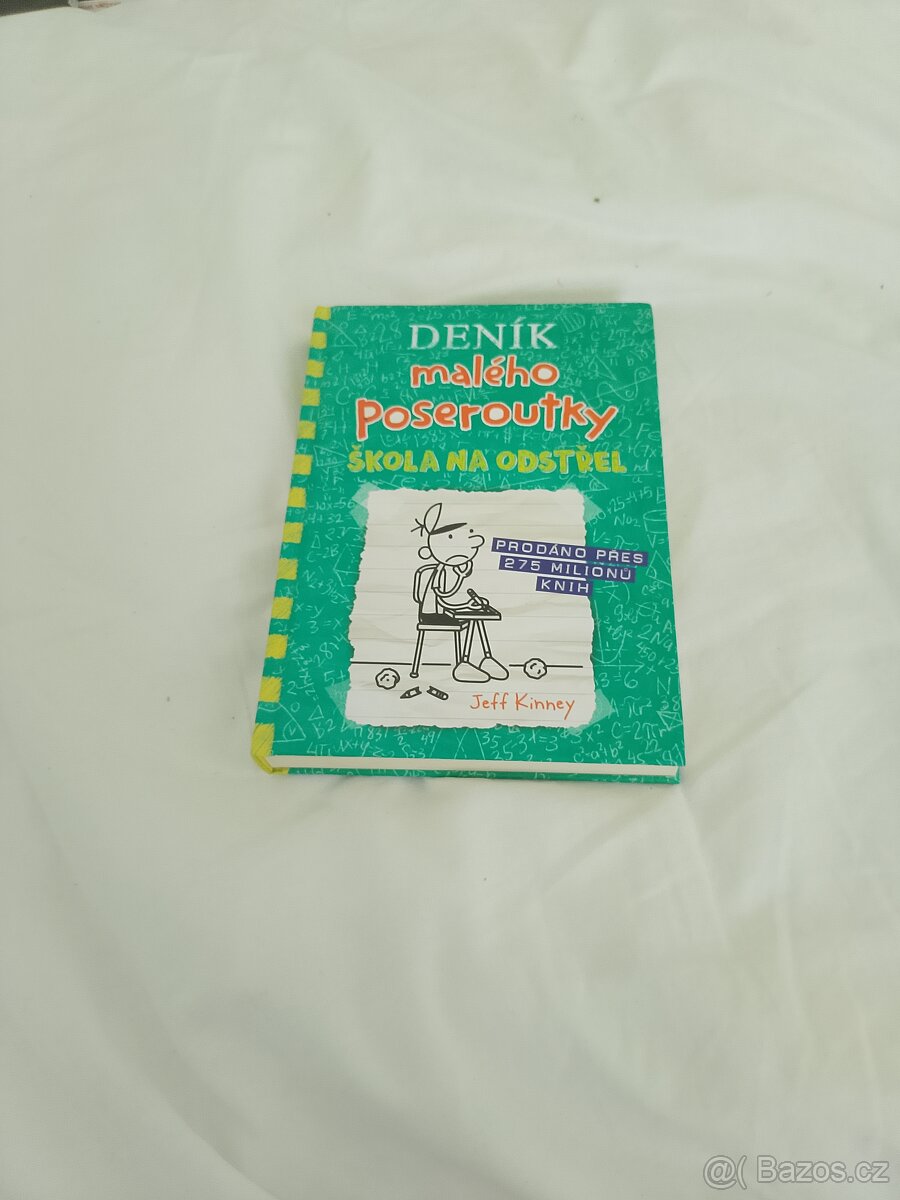 DENÍK
malého
poseroutky
ŠKOLA NA ODSTŘEL
PRODÁNO PŘES
275 MILIONŮ
KNIH
Jeff Kinney
@( Bazos.cz